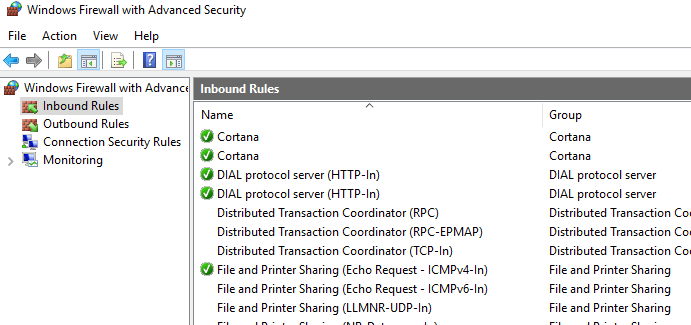 Windows Firewall with Advanced Security
File Action View Help
Windows Firewall with Advance
Inbound Rules
Outbound Rules
Connection Security Rules
Monitoring
Inbound Rules
Name Group
Cortana Cortana
Cortana Cortana
DIAL protocol server (HTTP-In) DIAL protocol server
DIAL protocol server (HTTP-In) DIAL protocol server
Distributed Transaction Coordinator (RPC) Distributed Transaction Coo
Distributed Transaction Coordinator (RPC-EPMAP) Distributed Transaction Coo
Distributed Transaction Coordinator (TCP-In) Distributed Transaction Coo
File and Printer Sharing (Echo Request - ICMPv4-In) File and Printer Sharing
File and Printer Sharing (Echo Request - ICMPv6-In) File and Printer Sharing
File and Printer Sharing (LLMNR-UDP-In) File and Printer Sharing